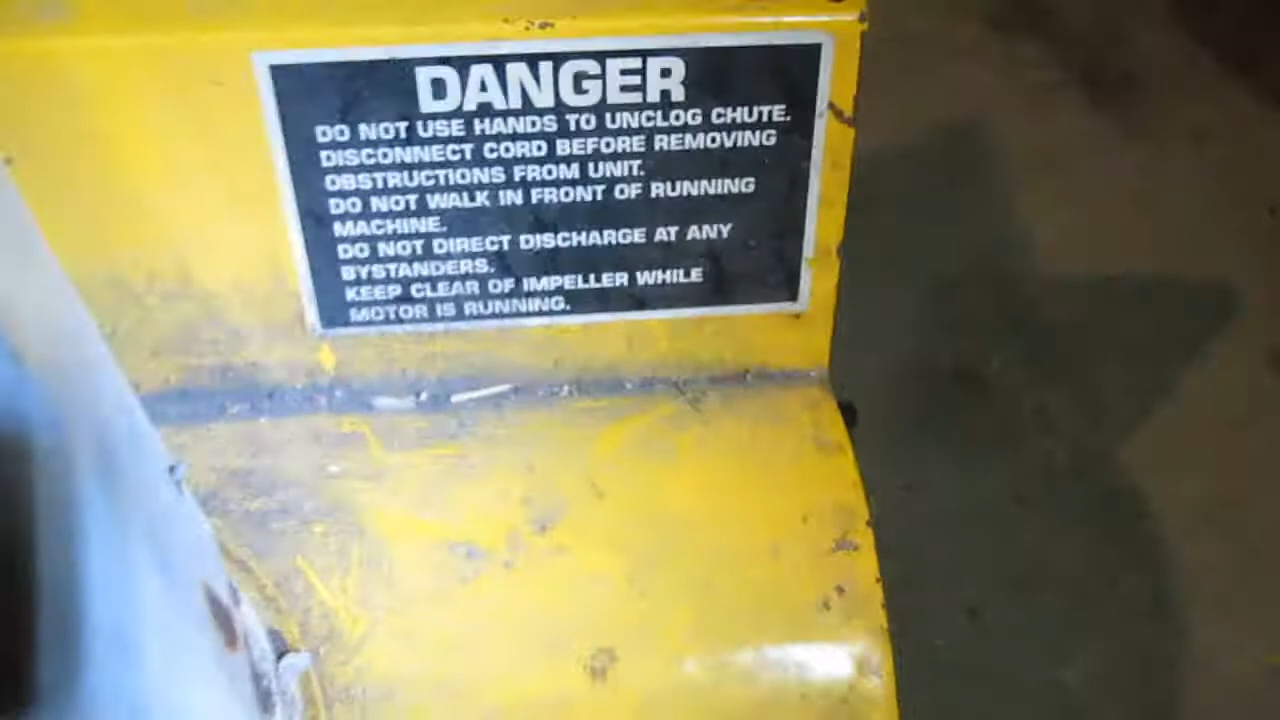 DANGER
DO NOT USE HANDS TO UNCLOG CHUTE.
DISCONNECT CORD BEFORE REMOVING
OBSTRUCTIONS FROM UNIT.
DO NOT WALK IN FRONT OF RUNNING
MACHINE.
DO NOT DIRECT DISCHARGE AT ANY
BYSTANDERS.
KEEP CLEAR OF IMPELLER WHILE
MOTOR IS RUNNING.